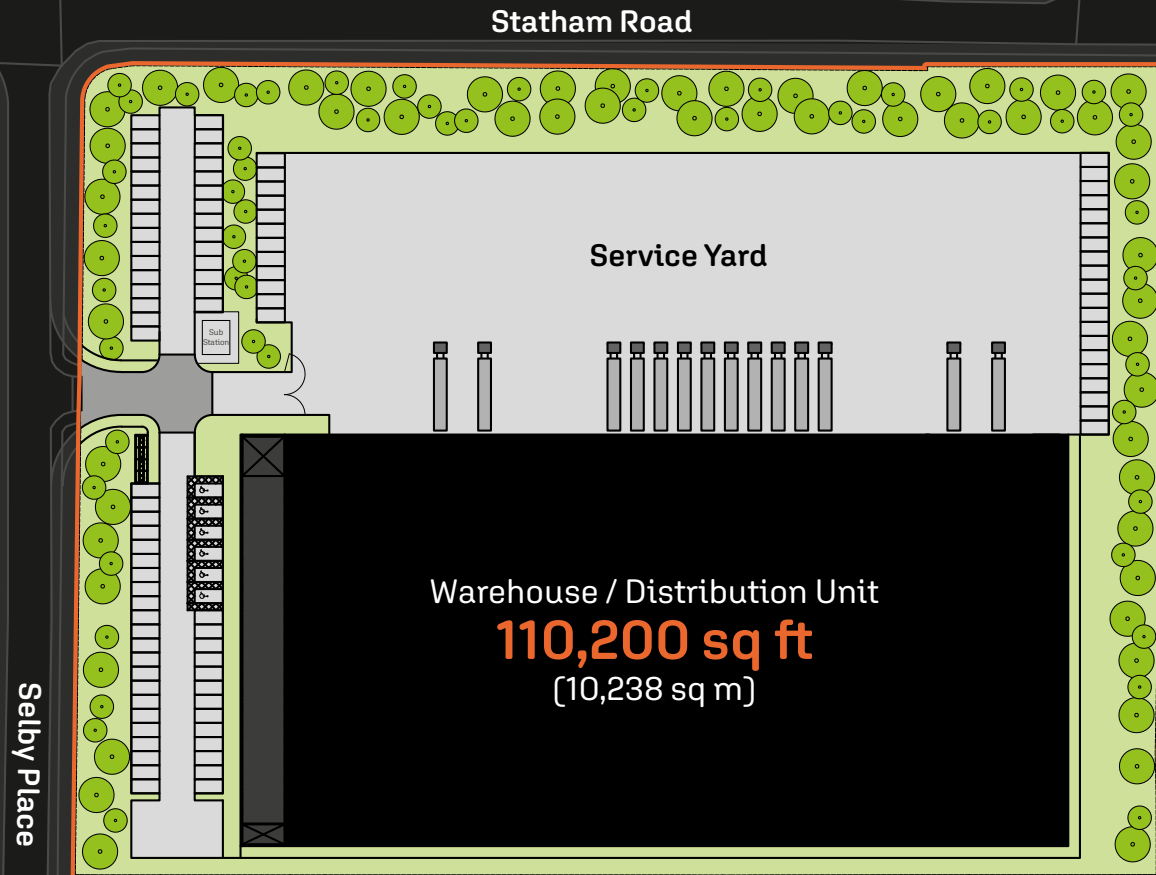 Statham Road
Service Yard
Sub
Station
Warehouse / Distribution Unit
110,200 sq ft
(10,238 sq m)
Selby Place